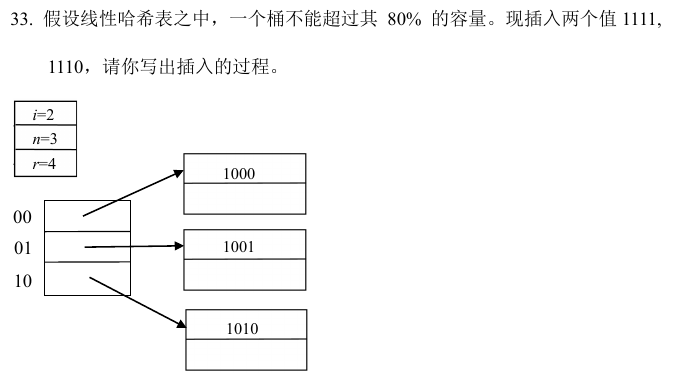 33. 假设线性哈希表之中，一个桶不能超过其 80% 的容量。现插入两个值 1111,
1110，请你写出插入的过程。
i=2
n=3
r=4
1000
00
01
1001
10
1010